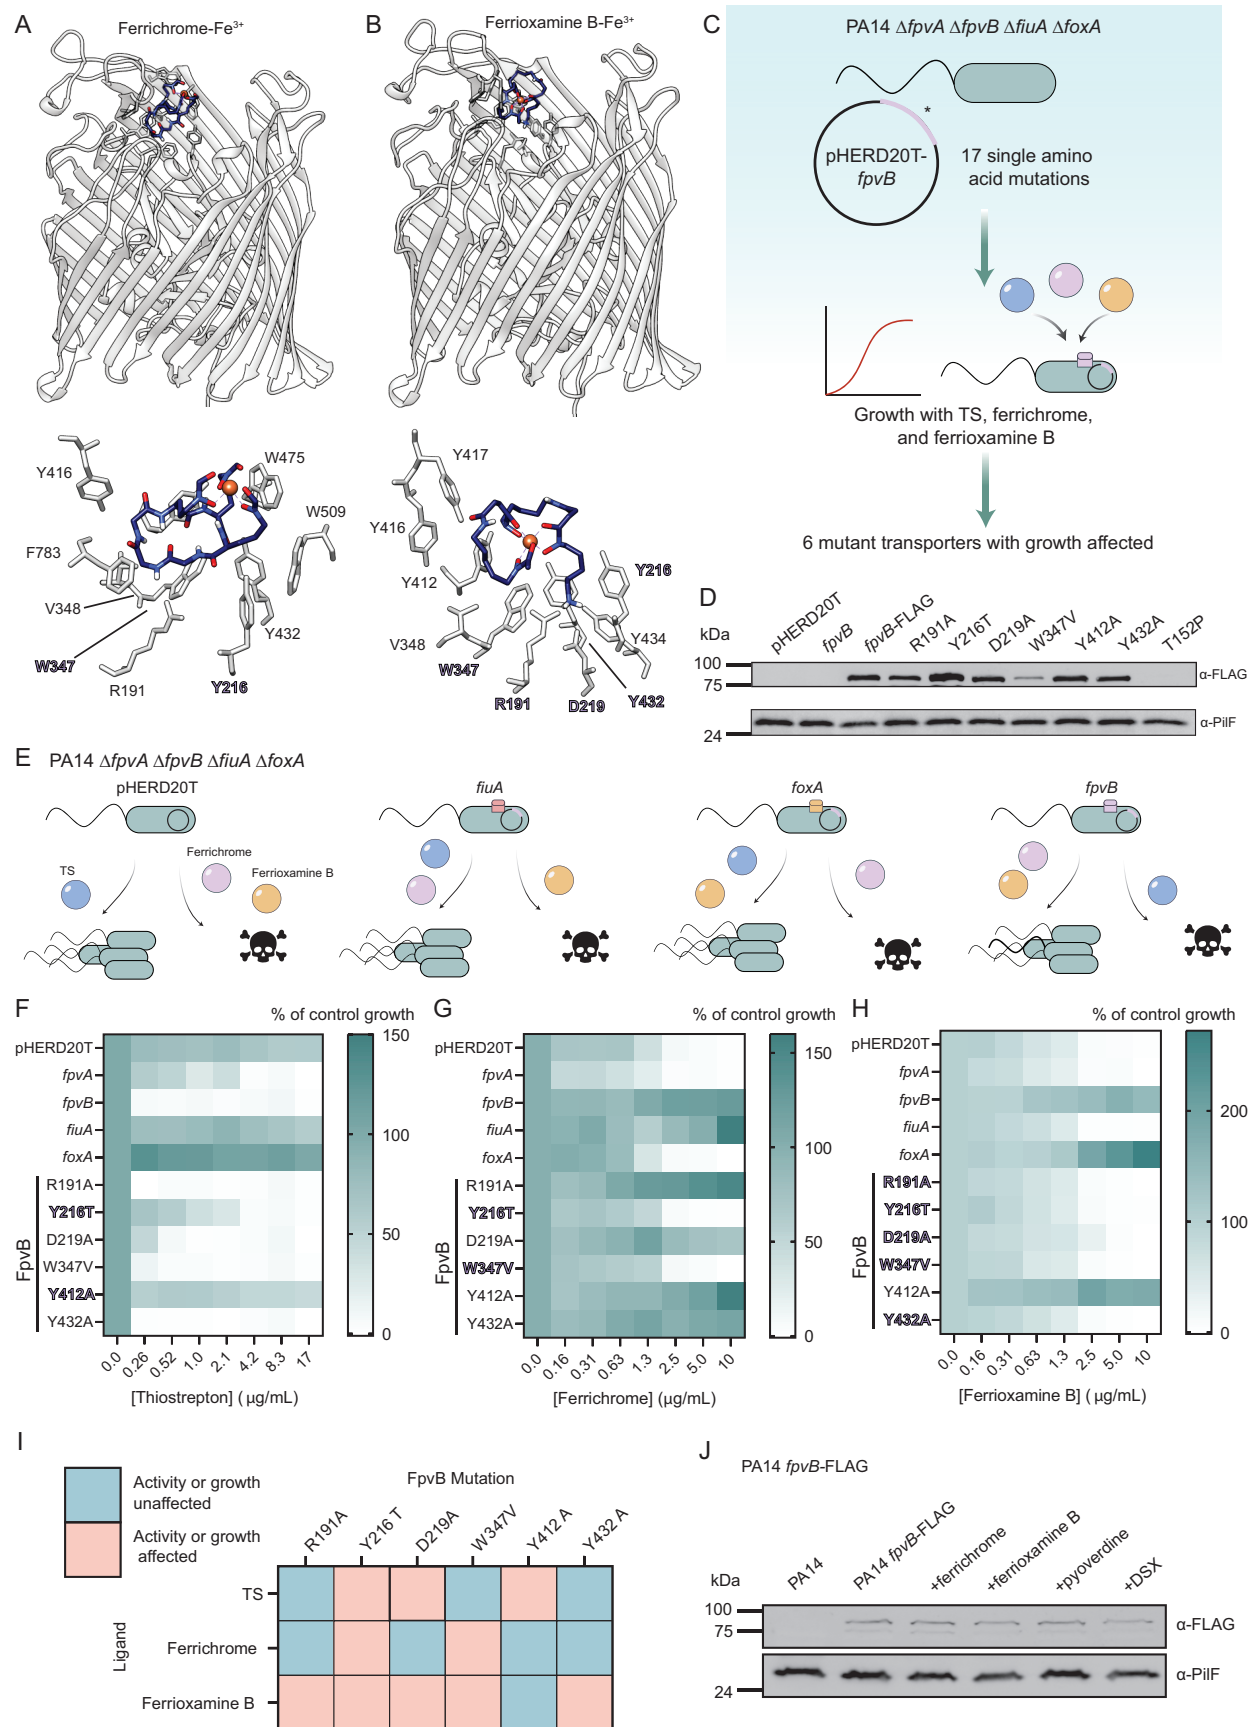 A
Ferrichrome-Fe³⁺
B
Ferrioxamine B-Fe³⁺
C
PA14 ΔfpvA ΔfpvB ΔfiuA ΔfoxA
*
pHERD20T-
fpvB
17 single amino
acid mutations
Growth with TS, ferrichrome,
and ferrioxamine B
6 mutant transporters with growth affected
Y416
W475
W509
F783
V348
W347
R191
Y216
Y432
Y417
Y416
Y412
V348
W347
R191
D219
Y432
Y434
Y216
D
kDa
pHERD20T
fpvB
fpvB-FLAG
R191A
Y216T
D219A
W347V
Y412A
Y432A
T152P
100
75
α-FLAG
24
α-PilF
E
PA14 ΔfpvA ΔfpvB ΔfiuA ΔfoxA
pHERD20T
fiuA
foxA
fpvB
TS
Ferrichrome
Ferrioxamine B
F
% of control growth
pHERD20T
fpvA
fpvB
fiuA
foxA
R191A
Y216T
D219A
W347V
Y412A
Y432A
FpvB
150
100
50
0
0.0 0.26 0.52 1.0 2.1 4.2 8.3 17
[Thiostrepton] ( µg/mL)
G
% of control growth
pHERD20T
fpvA
fpvB
fiuA
foxA
R191A
Y216T
D219A
W347V
Y412A
Y432A
FpvB
150
100
50
0
0.0 0.16 0.31 0.63 1.3 2.5 5.0 10
[Ferrichrome] ( µg/mL)
H
% of control growth
pHERD20T
fpvA
fpvB
fiuA
foxA
R191A
Y216T
D219A
W347V
Y412A
Y432A
FpvB
200
100
0
0.0 0.16 0.31 0.63 1.3 2.5 5.0 10
[Ferrioxamine B] ( µg/mL)
I
Activity or growth
unaffected
Activity or growth
affected
FpvB Mutation
R191A
Y216 T
D219A
W347V
Y412 A
Y432 A
Ligand
TS
Ferrichrome
Ferrioxamine B
J
PA14 fpvB-FLAG
kDa
PA14
PA14 fpvB-FLAG
+ferrichrome
+ferrioxamine B
+pyoverdine
+DSX
100
75
α-FLAG
24
α-PilF